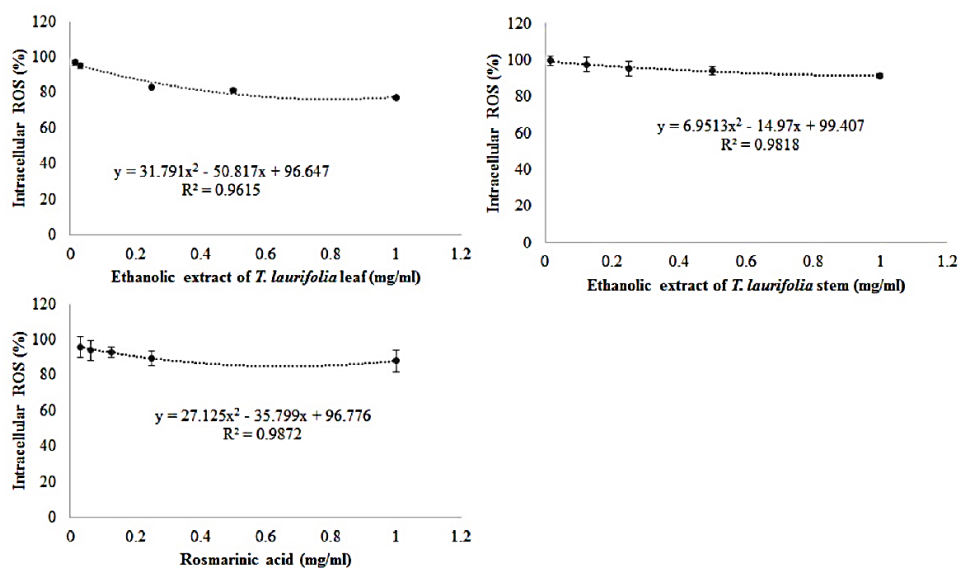 Intracellular ROS (%)
120
100
80
60
40
20
0
y = 31.791x² - 50.817x + 96.647
R² = 0.9615
0 0.2 0.4 0.6 0.8 1 1.2
Ethanolic extract of T. laurifolia leaf (mg/ml)
Intracellular ROS (%)
120
100
80
60
40
20
0
y = 6.9513x² - 14.97x + 99.407
R² = 0.9818
0 0.2 0.4 0.6 0.8 1 1.2
Ethanolic extract of T. laurifolia stem (mg/ml)
Intracellular ROS (%)
120
100
80
60
40
20
0
y = 27.125x² - 35.799x + 96.776
R² = 0.9872
0 0.2 0.4 0.6 0.8 1 1.2
Rosmarinic acid (mg/ml)